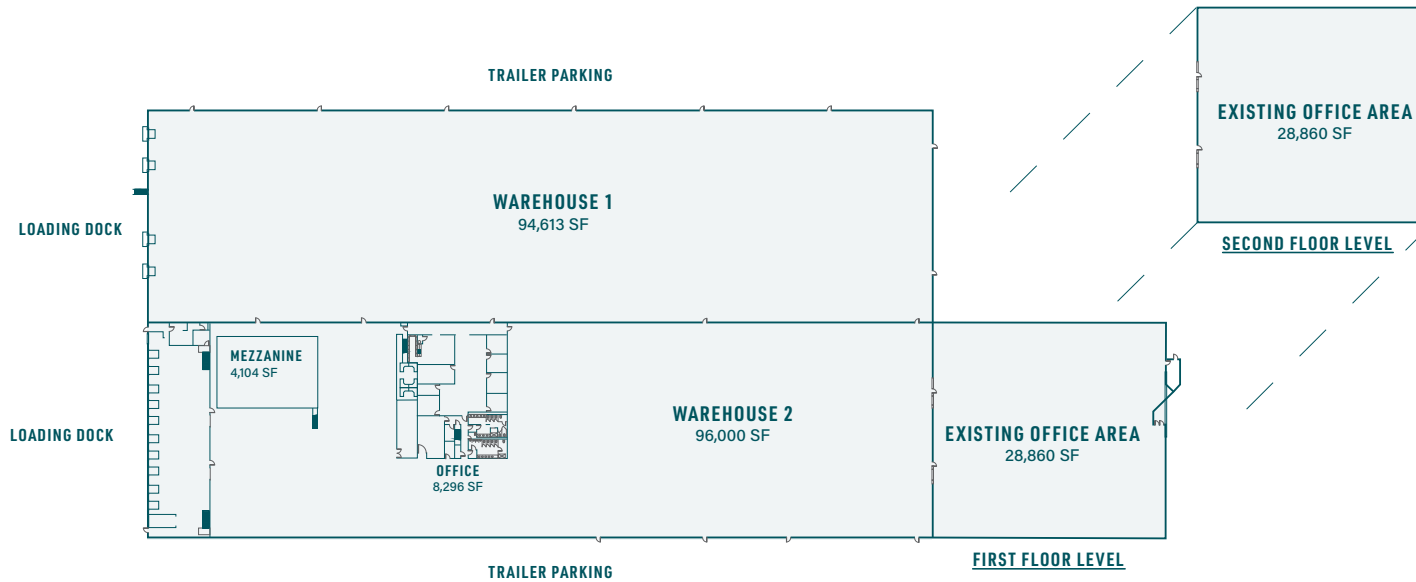 TRAILER PARKING
EXISTING OFFICE AREA
28,860 SF
WAREHOUSE 1
94,613 SF
LOADING DOCK
SECOND FLOOR LEVEL
MEZZANINE
4,104 SF
WAREHOUSE 2
96,000 SF
LOADING DOCK
EXISTING OFFICE AREA
28,860 SF
OFFICE
8,296 SF
FIRST FLOOR LEVEL
TRAILER PARKING